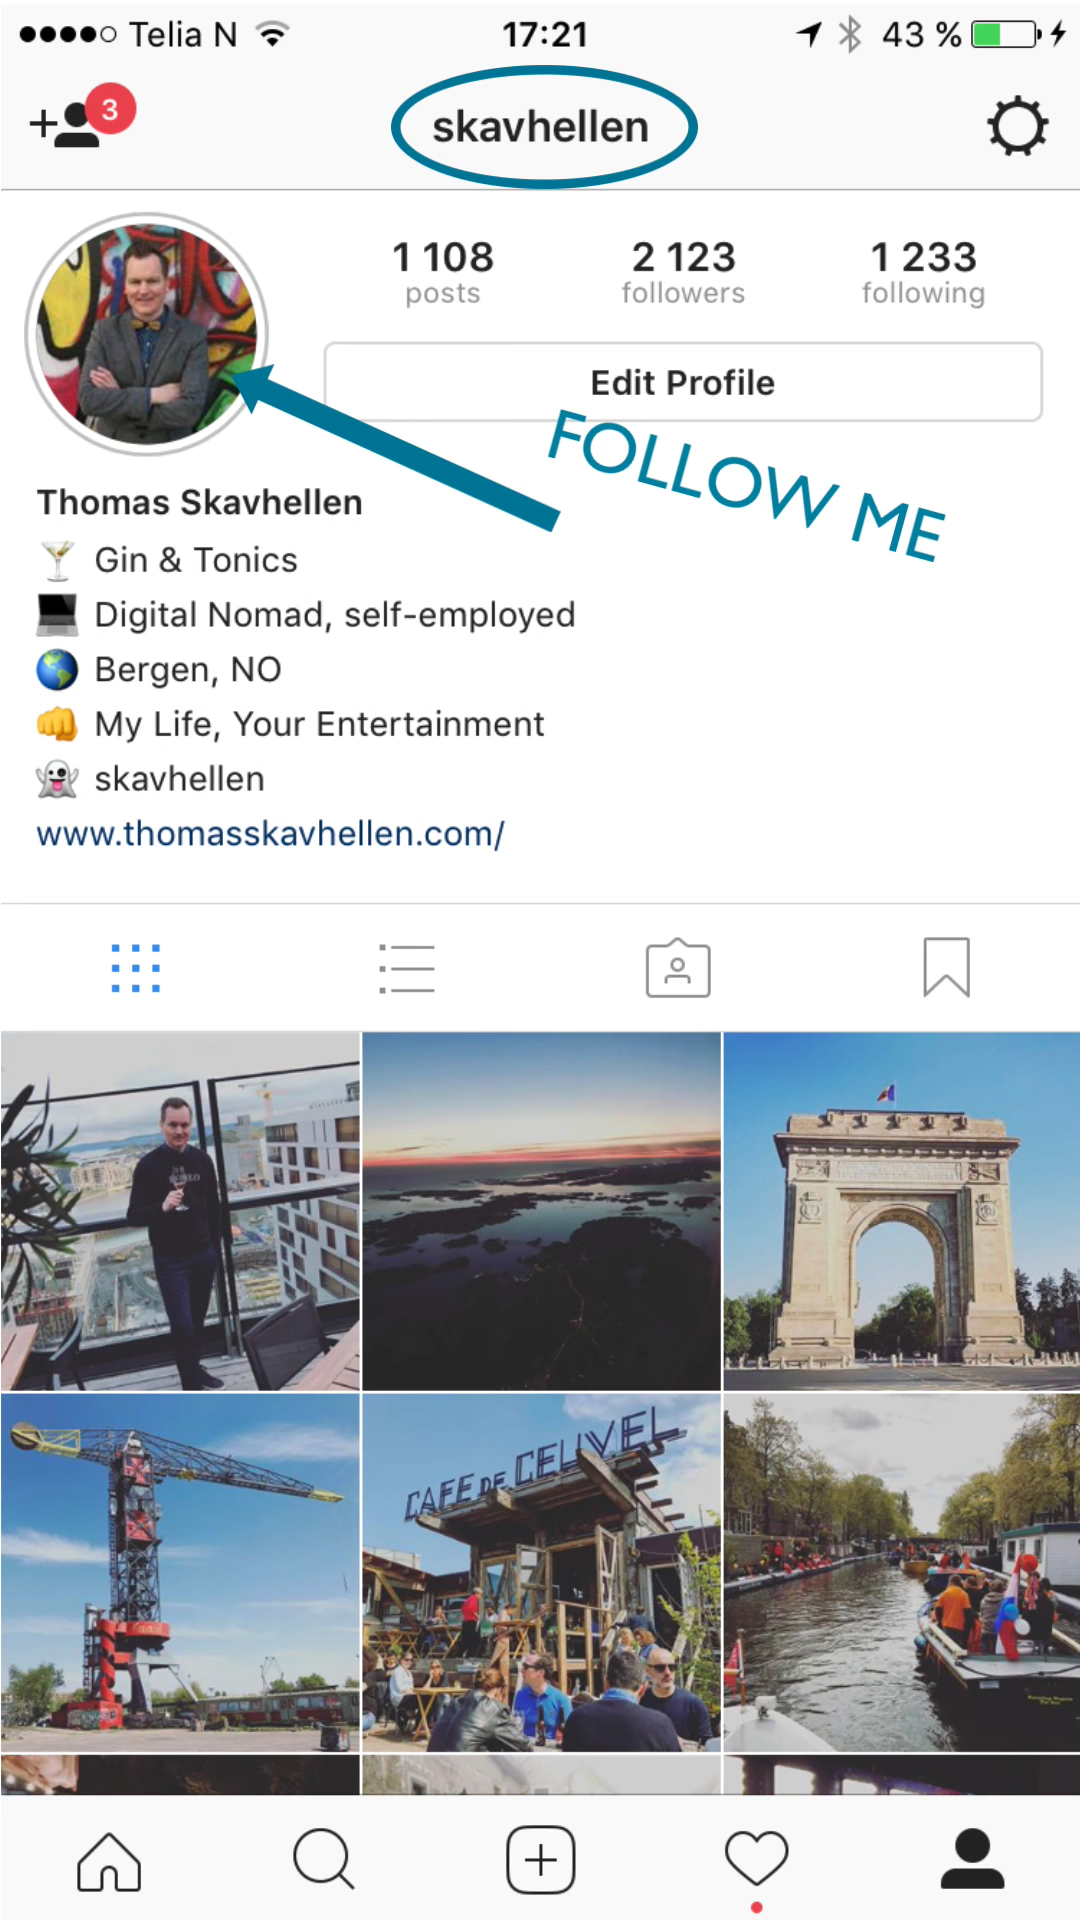 Telia N 17:21 43 %
3
skavhellen
1 108 2 123 1 233
posts followers following
Edit Profile
FOLLOW ME
Thomas Skavhellen
Gin & Tonics
Digital Nomad, self-employed
Bergen, NO
My Life, Your Entertainment
skavhellen
www.thomasskavhellen.com/
CAFE DE CEUVEL